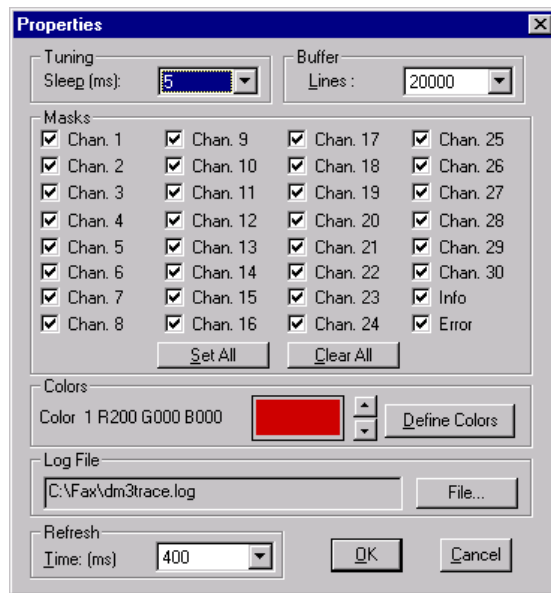 Properties
Tuning
Sleep (ms): 5
Buffer
Lines : 20000
Masks
Chan. 1 Chan. 9 Chan. 17 Chan. 25
Chan. 2 Chan. 10 Chan. 18 Chan. 26
Chan. 3 Chan. 11 Chan. 19 Chan. 27
Chan. 4 Chan. 12 Chan. 20 Chan. 28
Chan. 5 Chan. 13 Chan. 21 Chan. 29
Chan. 6 Chan. 14 Chan. 22 Chan. 30
Chan. 7 Chan. 15 Chan. 23 Info
Chan. 8 Chan. 16 Chan. 24 Error
Set All Clear All
Colors
Color 1 R200 G000 B000 Define Colors
Log File
C:\Fax\dm3trace.log File...
Refresh
Time: (ms) 400 OK Cancel